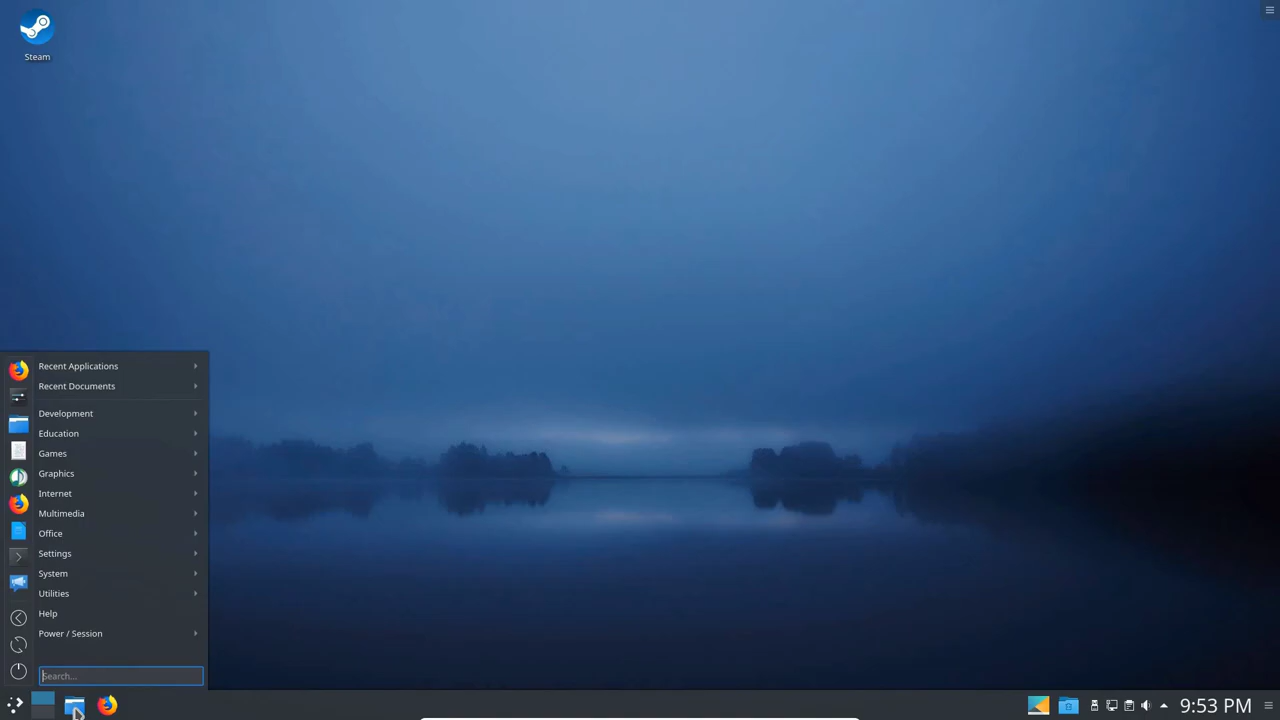 Steam
Recent Applications
Recent Documents
Development
Education
Games
Graphics
Internet
Multimedia
Office
Settings
System
Utilities
Help
Power / Session
Search...
9:53 PM